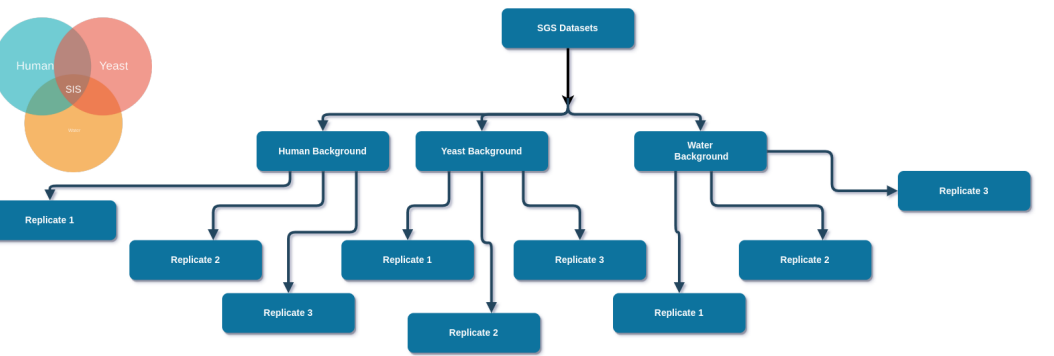 SGS Datasets
Human
Yeast
SIS
Human Background
Yeast Background
Water
Background
Replicate 3
Replicate 1
Replicate 2
Replicate 1
Replicate 3
Replicate 2
Replicate 3
Replicate 1
Replicate 2